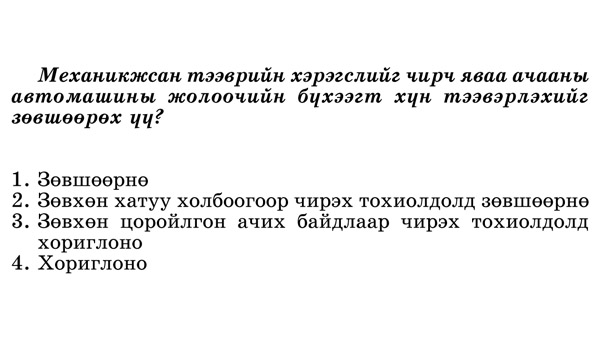 Механикжсан тээврийн хэрэгслийг чирч яваа ачааны
автомашины жолоочийн бүхээгт хүн тээвэрлэхийг
зөвшөөрөх үү?
1. Зөвшөөрнө
2. Зөвхөн хатуу холбоогоор чирэх тохиолдолд зөвшөөрнө
3. Зөвхөн цоройлгон ачих байдлаар чирэх тохиолдолд
хориглоно
4. Хориглоно